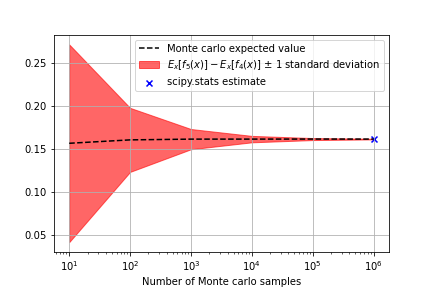 Monte carlo expected value
Eₓ[f₅(x)] − Eₓ[f₄(x)] ± 1 standard deviation
scipy.stats estimate
0.25
0.20
0.15
0.10
0.05
10¹ 10² 10³ 10⁴ 10⁵ 10⁶
Number of Monte carlo samples